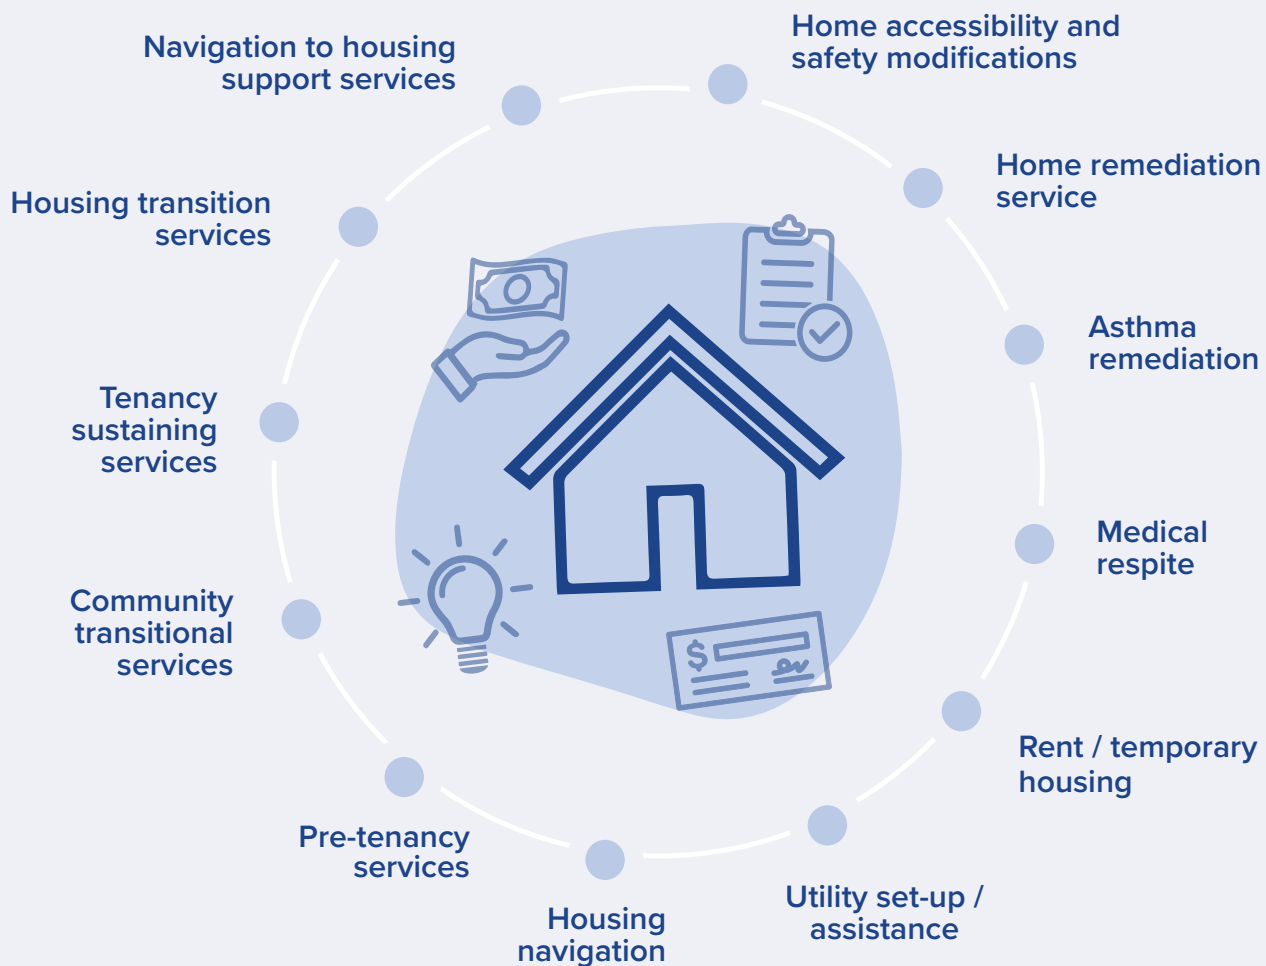 Home accessibility and
safety modifications
Home remediation
service
Asthma
remediation
Medical
respite
Rent / temporary
housing
Utility set-up /
assistance
Housing
navigation
Pre-tenancy
services
Community
transitional
services
Tenancy
sustaining
services
Housing transition
services
Navigation to housing
support services
$